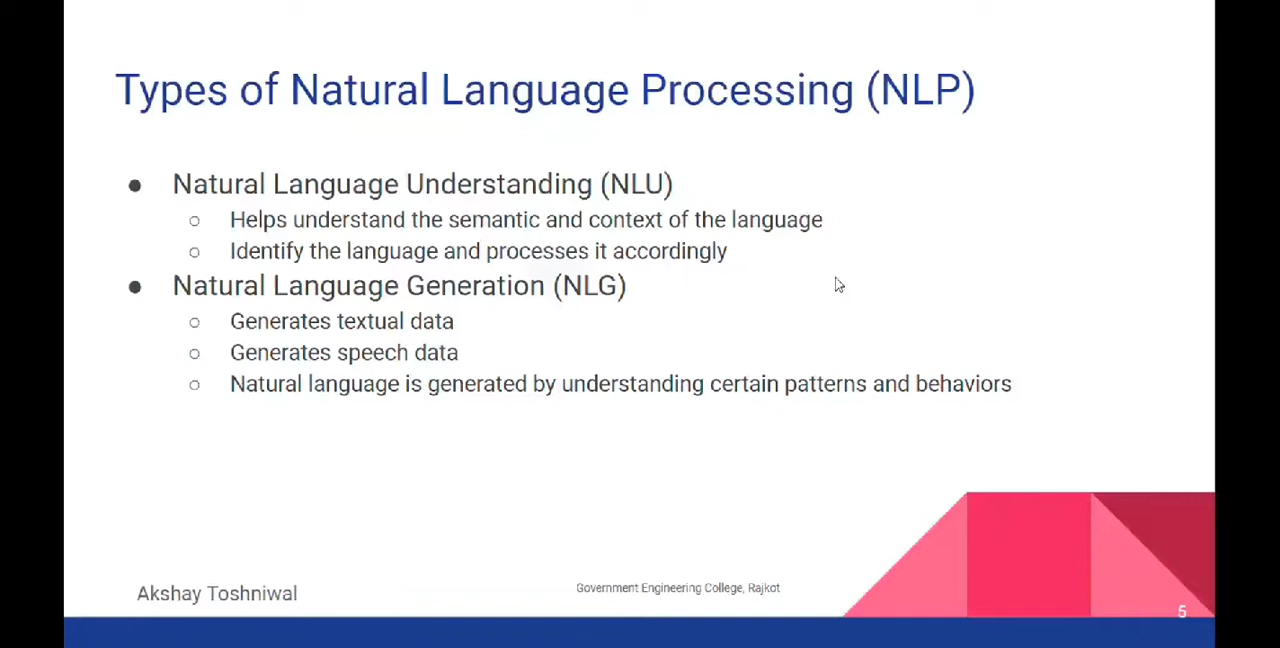 Types of Natural Language Processing (NLP)
● Natural Language Understanding (NLU)
○ Helps understand the semantic and context of the language
○ Identify the language and processes it accordingly
● Natural Language Generation (NLG)
○ Generates textual data
○ Generates speech data
○ Natural language is generated by understanding certain patterns and behaviors
Akshay Toshniwal
Government Engineering College, Rajkot
5